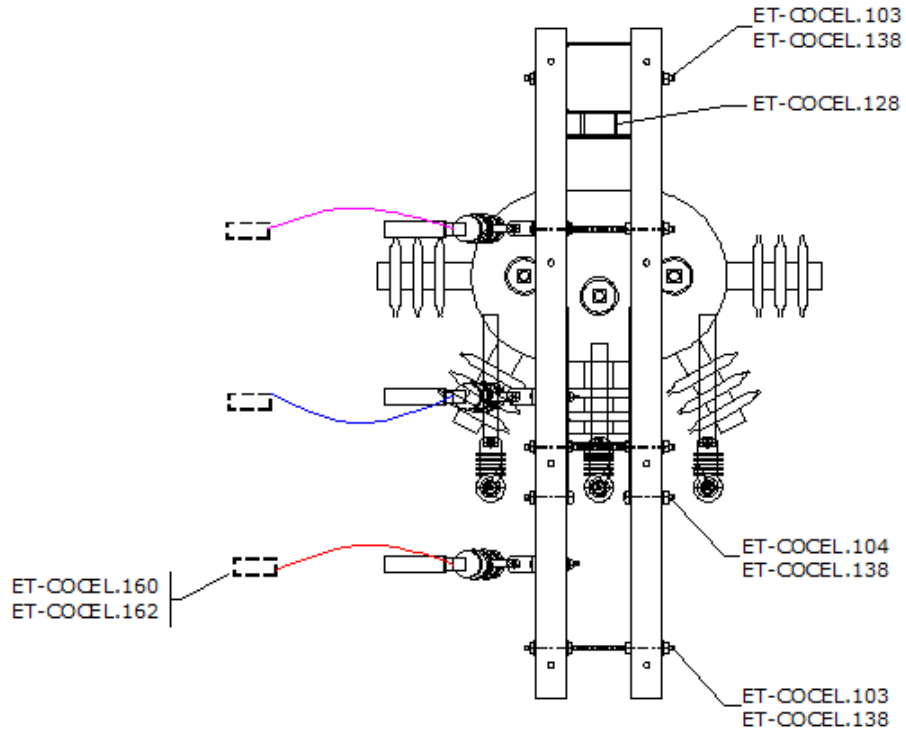 ET-COCEL.103
ET-COCEL.138
ET-COCEL.128
ET-COCEL.104
ET-COCEL.138
ET-COCEL.160
ET-COCEL.162
ET-COCEL.103
ET-COCEL.138